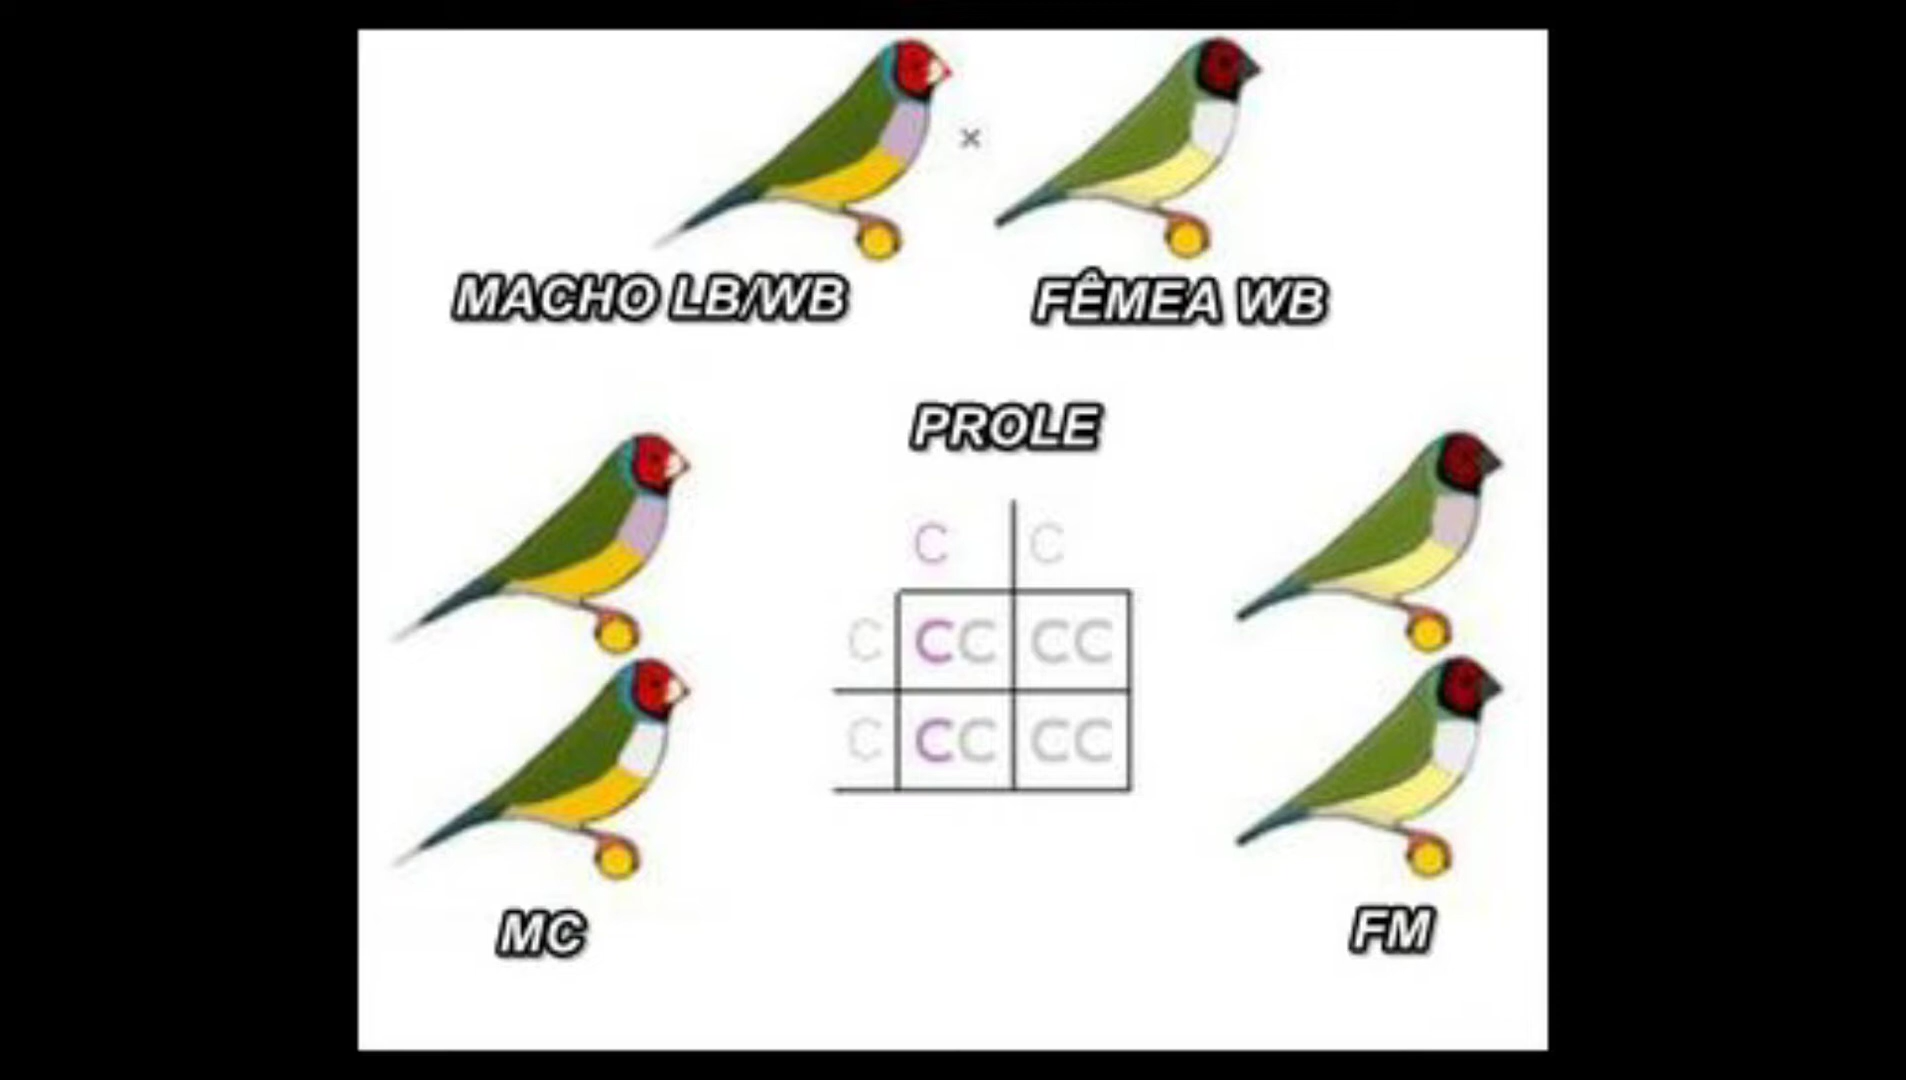 ×
MACHO LB/WB
FÊMEA WB
PROLE
C C
C CC CC
C CC CC
MC
FM